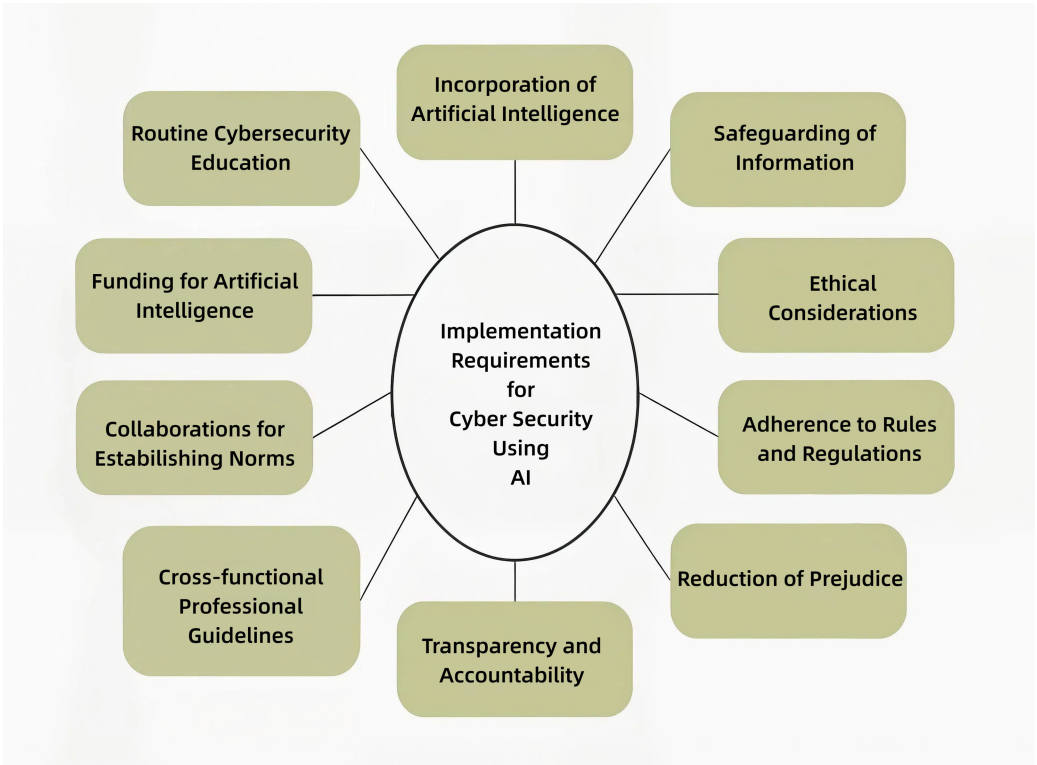 Incorporation of
Artificial Intelligence
Routine Cybersecurity
Education
Safeguarding of
Information
Funding for Artificial
Intelligence
Ethical
Considerations
Implementation
Requirements
for
Cyber Security
Using
AI
Collaborations for
Estabilishing Norms
Adherence to Rules
and Regulations
Cross-functional
Professional
Guidelines
Reduction of Prejudice
Transparency and
Accountability